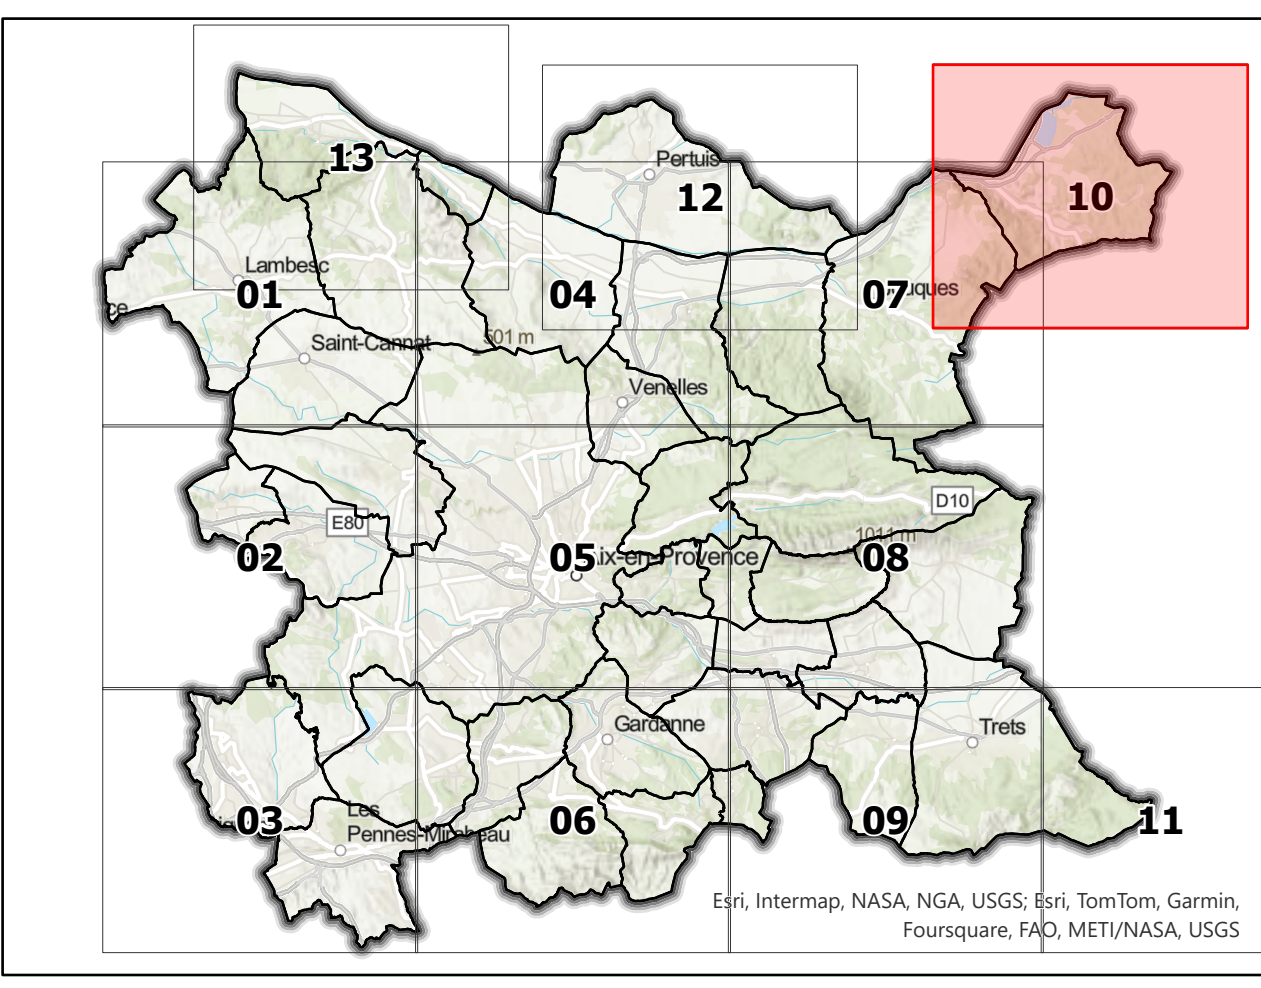 13
Pertuis
12
10
Lambesc
01
04
07
uques
ce
Saint-Cannat
501 m
Venelles
D10
E80
1011 m
02
05
Aix-en-Provence
08
Gardanne
Trets
03
Les
Pennes-Mirabeau
06
09
11
Esri, Intermap, NASA, NGA, USGS; Esri, TomTom, Garmin,
Foursquare, FAO, METI/NASA, USGS